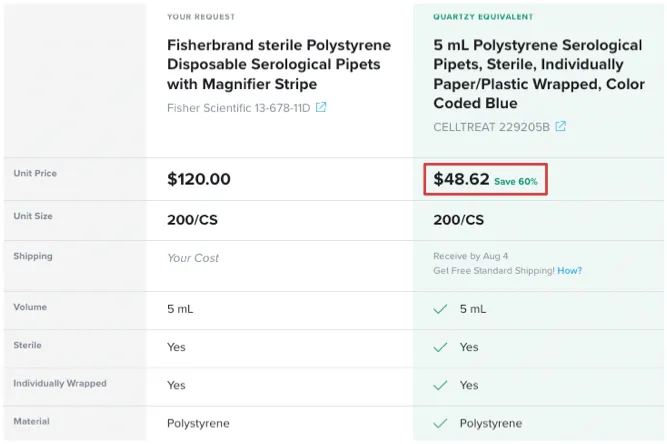 YOUR REQUEST
Fisherbrand sterile Polystyrene
Disposable Serological Pipets
with Magnifier Stripe
Fisher Scientific 13-678-11D
QUARTZY EQUIVALENT
5 mL Polystyrene Serological
Pipets, Sterile, Individually
Paper/Plastic Wrapped, Color
Coded Blue
CELLTREAT 229205B
Unit Price
$120.00
$48.62 Save 60%
Unit Size
200/CS
200/CS
Shipping
Your Cost
Receive by Aug 4
Get Free Standard Shipping! How?
Volume
5 mL
5 mL
Sterile
Yes
Yes
Individually Wrapped
Yes
Yes
Material
Polystyrene
Polystyrene